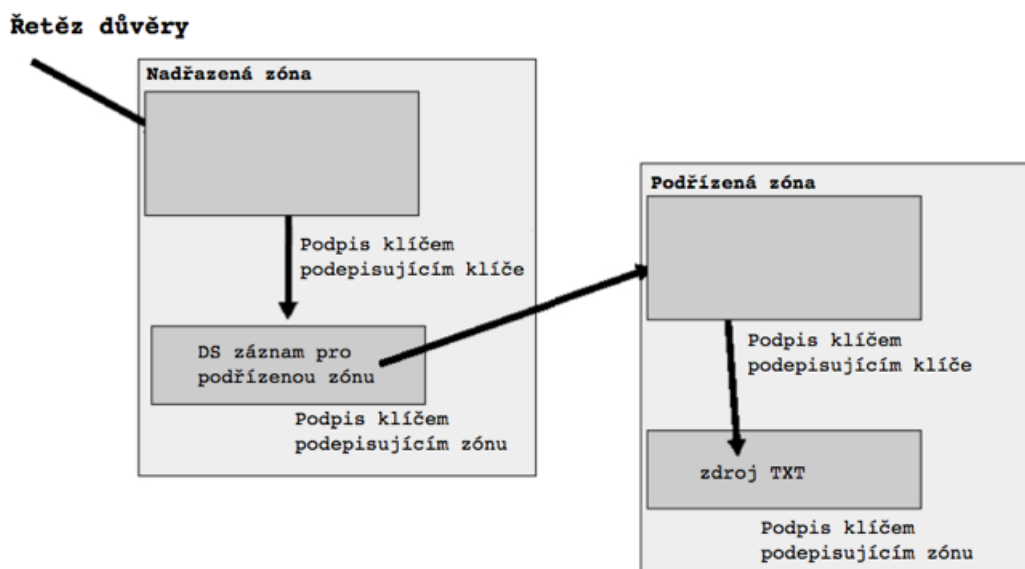 Řetěz důvěry
Nadřazená zóna
Podpis klíčem
podepisujícím klíče
DS záznam pro
podřízenou zónu
Podpis klíčem
podepisujícím zónu
Podřízená zóna
Podpis klíčem
podepisujícím klíče
zdroj TXT
Podpis klíčem
podepisujícím zónu